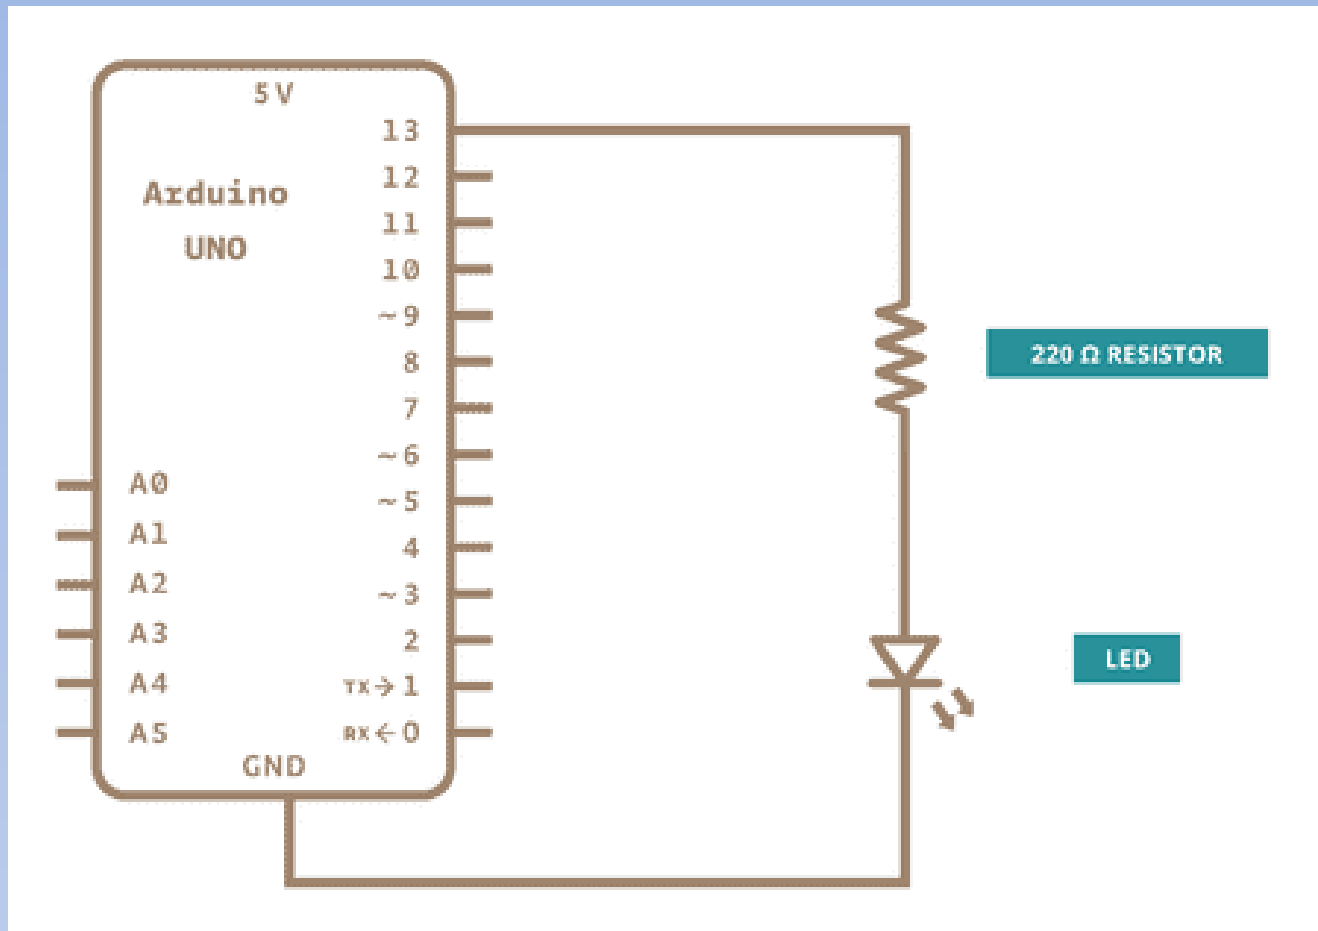 5V
13
12
Arduino
11
UNO
10
~9
8
7
~6
A0
~5
A1
4
A2
~3
A3
2
A4
TX→1
A5
RX←0
GND
220 Ω RESISTOR
LED